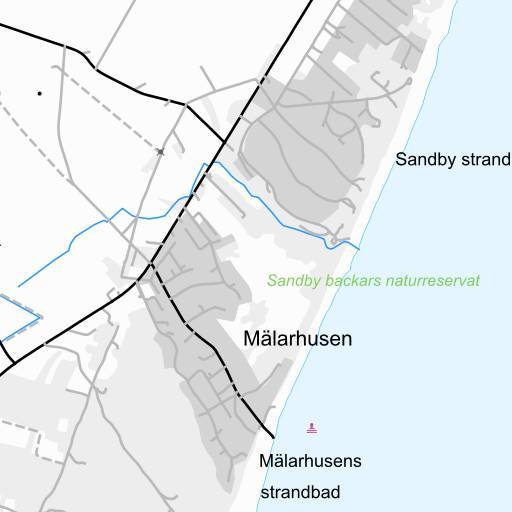 Sandby strand
Sandby backars naturreservat
Mälarhusen
Mälarhusens
strandbad